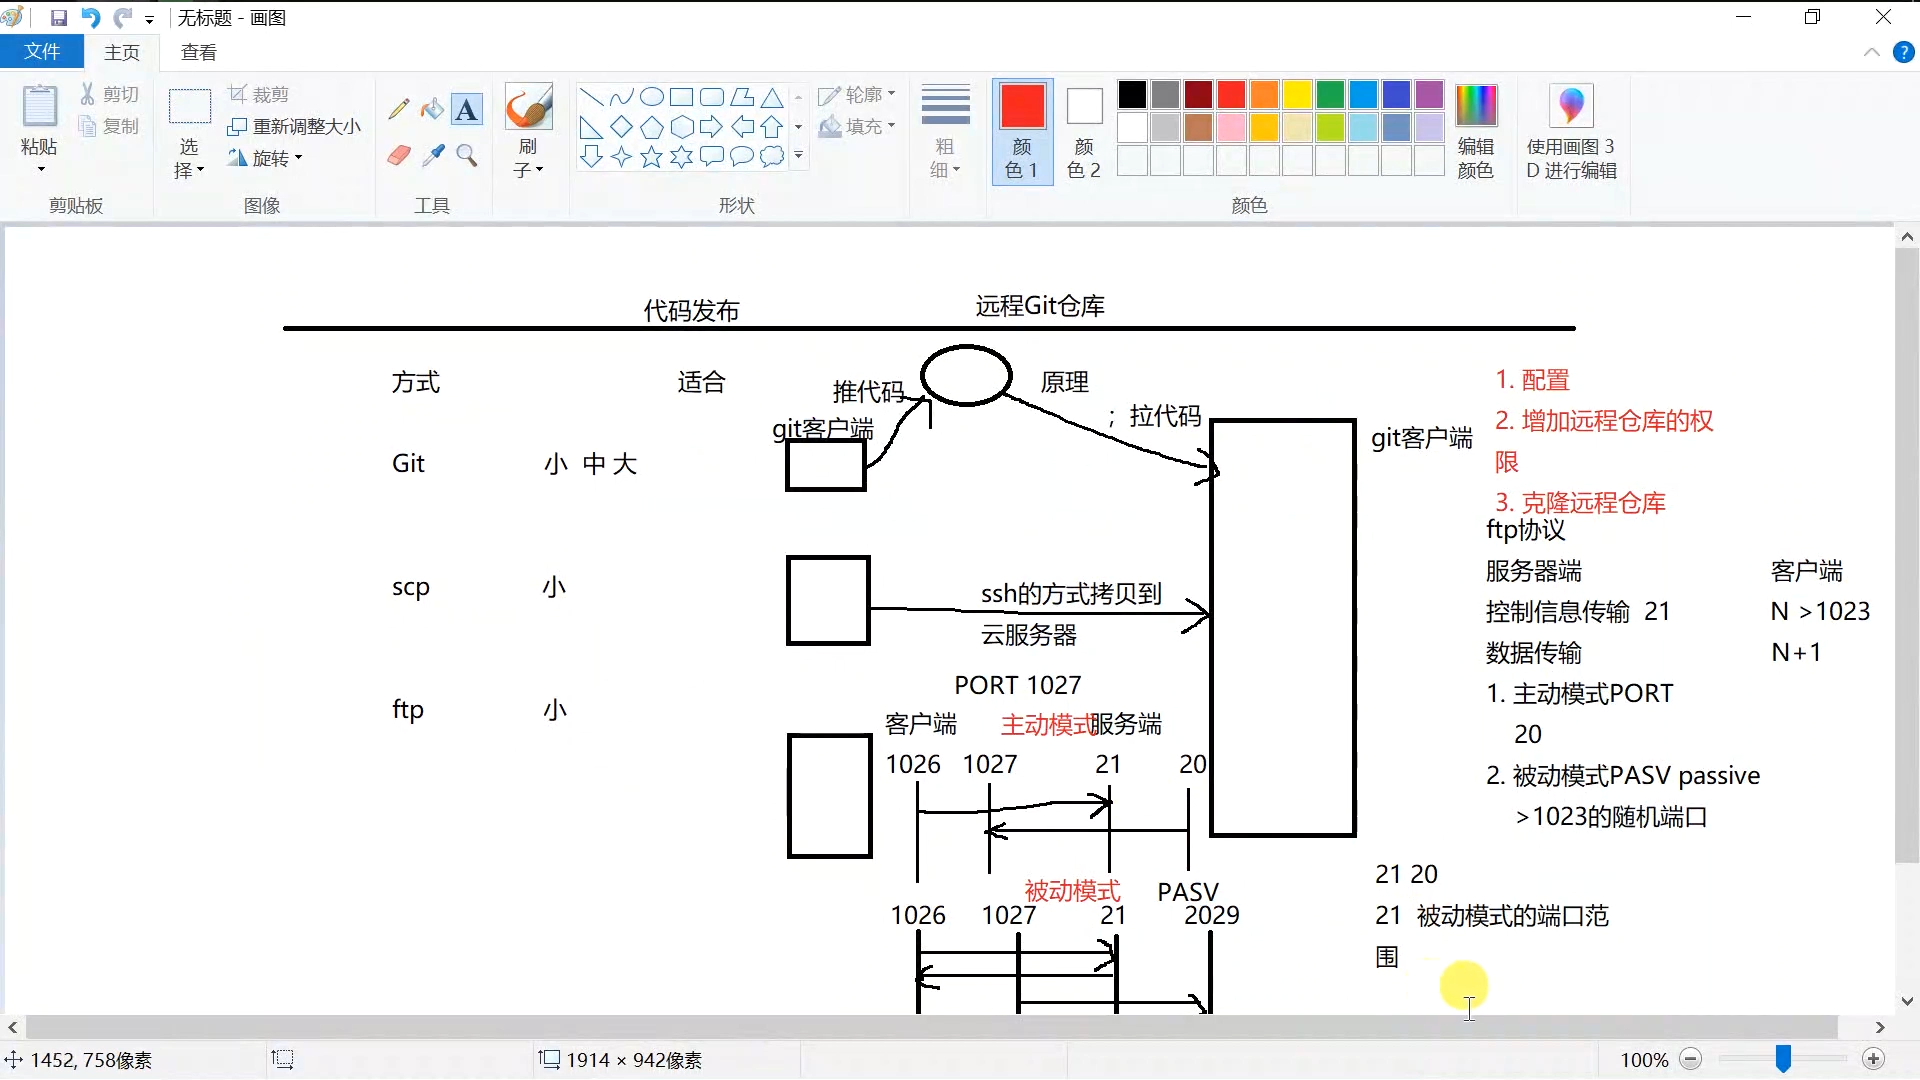 无标题 - 画图
文件 主页 查看
粘贴
剪切
复制
剪贴板
选择
裁剪
重新调整大小
旋转
图像
A
工具
刷子
轮廓
填充
形状
粗细
颜色 1
颜色 2
编辑颜色
颜色
使用画图 3
D 进行编辑
代码发布 远程Git仓库
方式 适合 推代码 原理
；拉代码
git客户端 git客户端
Git 小 中 大
1. 配置
2. 增加远程仓库的权
限
3. 克隆远程仓库
ftp协议
服务器端 客户端
控制信息传输 21 N >1023
数据传输 N+1
1. 主动模式PORT
20
2. 被动模式PASV passive
>1023的随机端口
scp 小
ssh的方式拷贝到
云服务器
ftp 小
PORT 1027
客户端 主动模式 服务端
1026 1027 21 20
被动模式 PASV
1026 1027 21 2029
21 20
21 被动模式的端口范
围
1452, 758像素
1914 × 942像素
100%